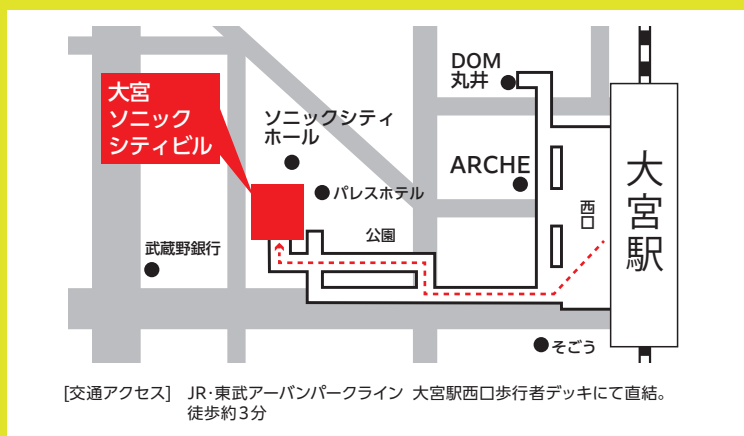 DOM
丸井
大宮
ソニック
シティビル
ソニックシティ
ホール
ARCHE
大宮駅
西口
パレスホテル
公園
武蔵野銀行
そごう
[交通アクセス] JR・東武アーバンパークライン 大宮駅西口歩行者デッキにて直結。
徒歩約3分